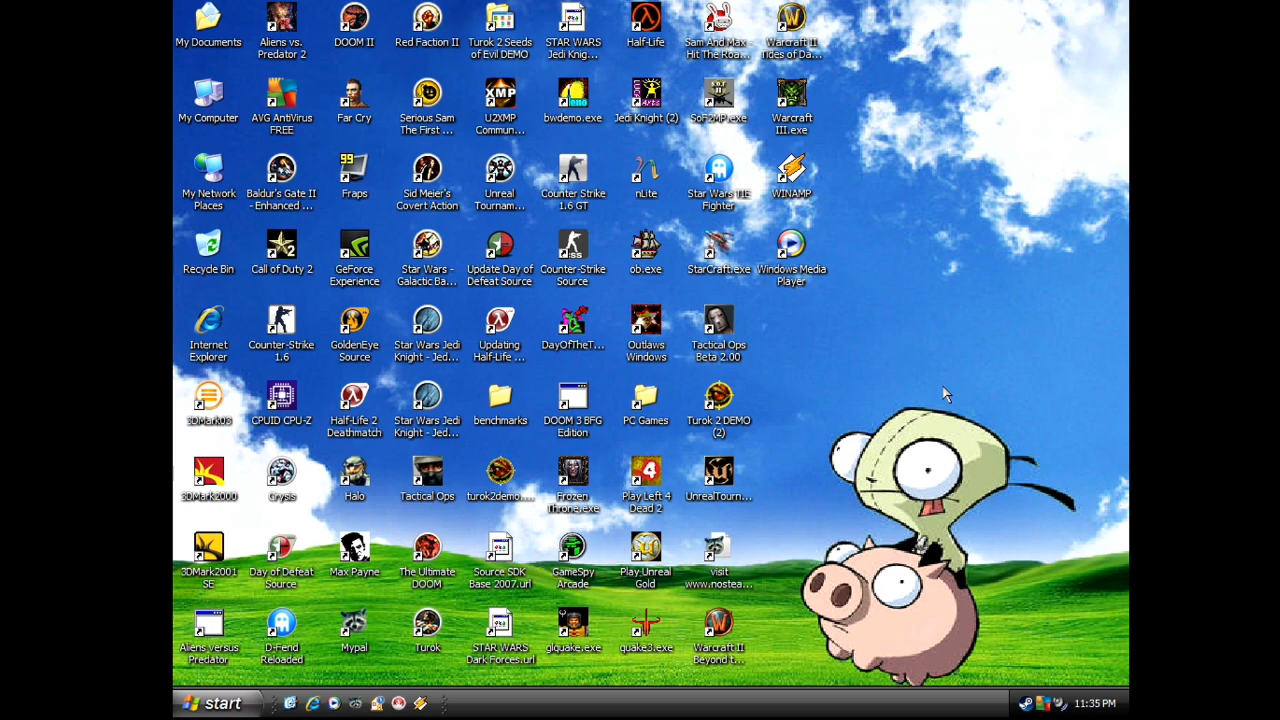 My Documents
Aliens vs.
Predator 2
DOOM II
Red Faction II
Turok 2 Seeds
of Evil DEMO
STAR WARS
Jedi Knig...
Half-Life
Sam And Max -
Hit The Roa...
Warcraft II
Tides of Da...
My Computer
AVG AntiVirus
FREE
Far Cry
Serious Sam
The First ...
XMP
U2XMP
Commun...
bwdemo.exe
Jedi Knight (2)
SoF2MP.exe
Warcraft
III.exe
My Network
Places
Baldur's Gate II
- Enhanced ...
99
Fraps
Sid Meier's
Covert Action
Unreal
Tournam...
Counter Strike
1.6 GT
nLite
Star Wars TIE
Fighter
WINAMP
Recycle Bin
Call of Duty 2
GeForce
Experience
Star Wars -
Galactic Ba...
Update Day of
Defeat Source
Counter-Strike
Source
ob.exe
StarCraft.exe
Windows Media
Player
Internet
Explorer
Counter-Strike
1.6
GoldenEye
Source
Star Wars Jedi
Knight - Jed...
Updating
Half-Life ...
DayOfTheT...
Outlaws
Windows
Tactical Ops
Beta 2.00
3DMark03
CPUID CPU-Z
Half-Life 2
Deathmatch
Star Wars Jedi
Knight - Jed...
benchmarks
DOOM 3 BFG
Edition
PC Games
Turok 2 DEMO
(2)
3DMark2000
Crysis
Halo
Tactical Ops
turok2demo....
Frozen
Throne.exe
Play Left 4
Dead 2
UnrealTourn...
3DMark2001
SE
Day of Defeat
Source
Max Payne
The Ultimate
DOOM
Source SDK
Base 2007.url
GameSpy
Arcade
Play Unreal
Gold
visit
www.nostea...
Aliens versus
Predator
D-Fend
Reloaded
Mypal
Turok
STAR WARS
Dark Forces.url
glquake.exe
quake3.exe
Warcraft II
Beyond t...
start
11:35 PM